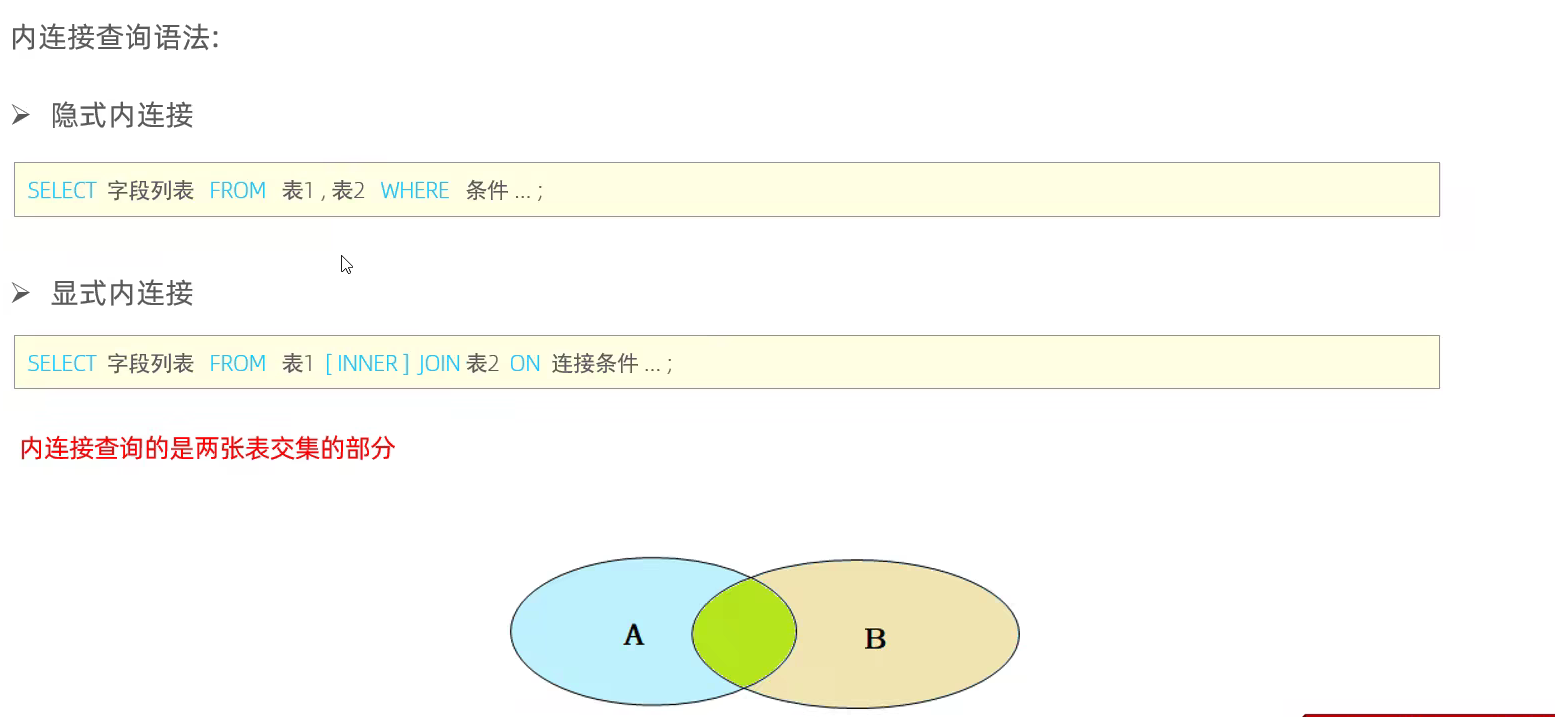 内连接查询语法:
隐式内连接
SELECT 字段列表 FROM 表1 , 表2 WHERE 条件 ... ;
显式内连接
SELECT 字段列表 FROM 表1 [ INNER ] JOIN 表2 ON 连接条件 ... ;
内连接查询的是两张表交集的部分
A B